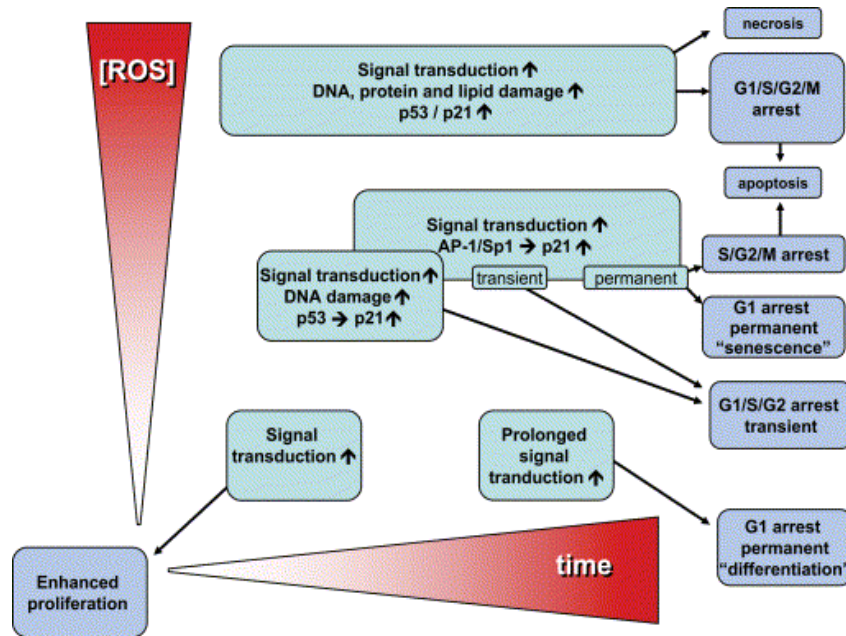 [ROS]
necrosis
Signal transduction ↑
DNA, protein and lipid damage ↑
p53 / p21 ↑
G1/S/G2/M
arrest
apoptosis
Signal transduction ↑
AP-1/Sp1 → p21 ↑
transient
permanent
S/G2/M arrest
Signal transduction ↑
DNA damage ↑
p53 → p21 ↑
G1 arrest
permanent
“senescence”
G1/S/G2 arrest
transient
Signal
transduction ↑
Prolonged
signal
tranduction ↑
G1 arrest
permanent
“differentiation”
time
Enhanced
proliferation